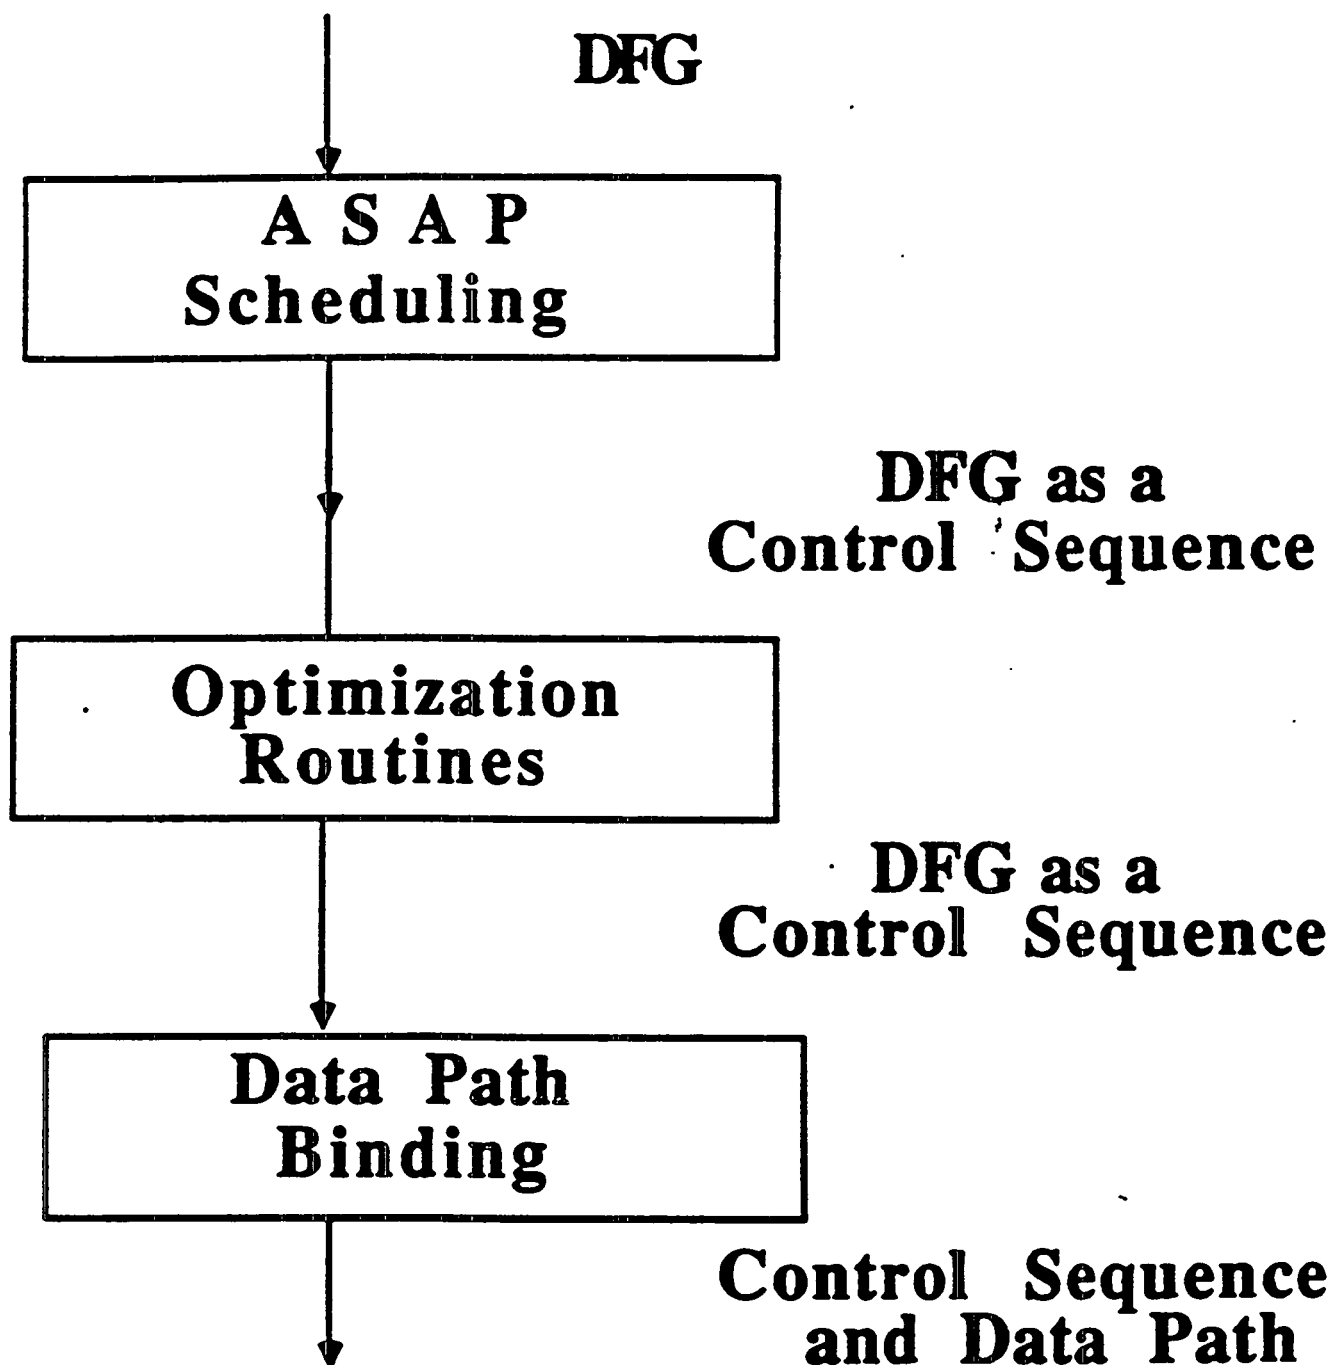 DFG
A S A P
Scheduling
DFG as a
Control Sequence
Optimization
Routines
DFG as a
Control Sequence
Data Path
Binding
Control Sequence
and Data Path